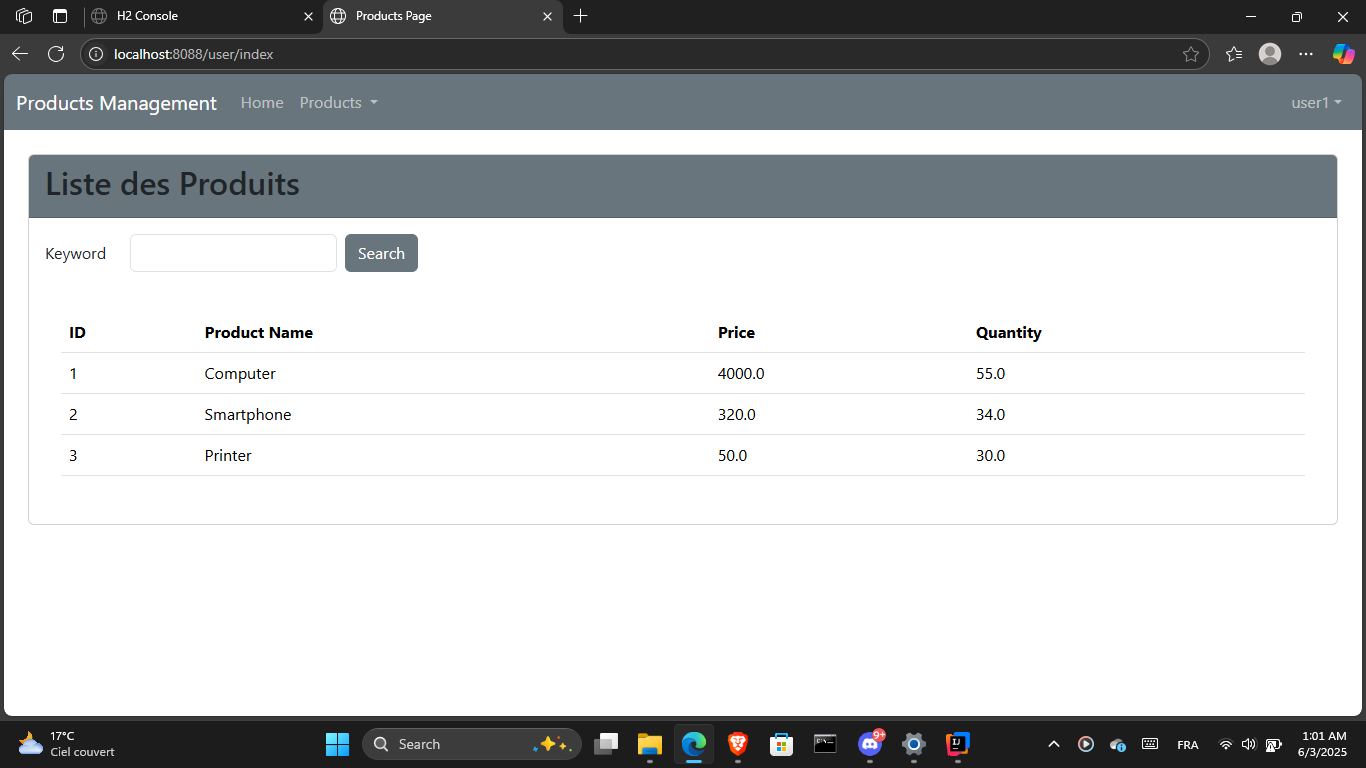 H2 Console
Products Page
localhost:8088/user/index
Products Management Home Products user1
Liste des Produits
Keyword Search
ID Product Name Price Quantity
1 Computer 4000.0 55.0
2 Smartphone 320.0 34.0
3 Printer 50.0 30.0
17°C
Ciel couvert
Search
9+
FRA
1:01 AM
6/3/2025